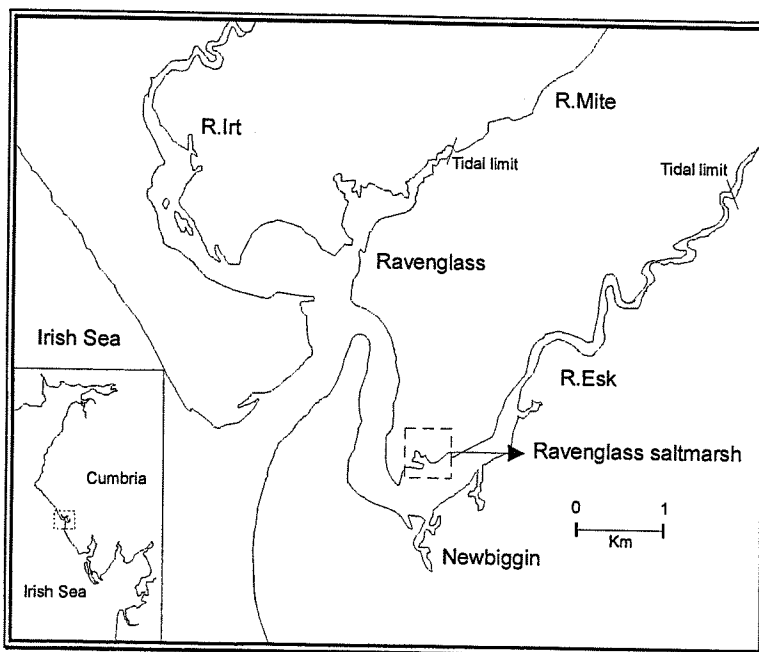 R.Irt
R.Mite
Tidal limit
Tidal limit
Ravenglass
Irish Sea
R.Esk
Ravenglass saltmarsh
Cumbria
0 1
Km
Newbiggin
Irish Sea